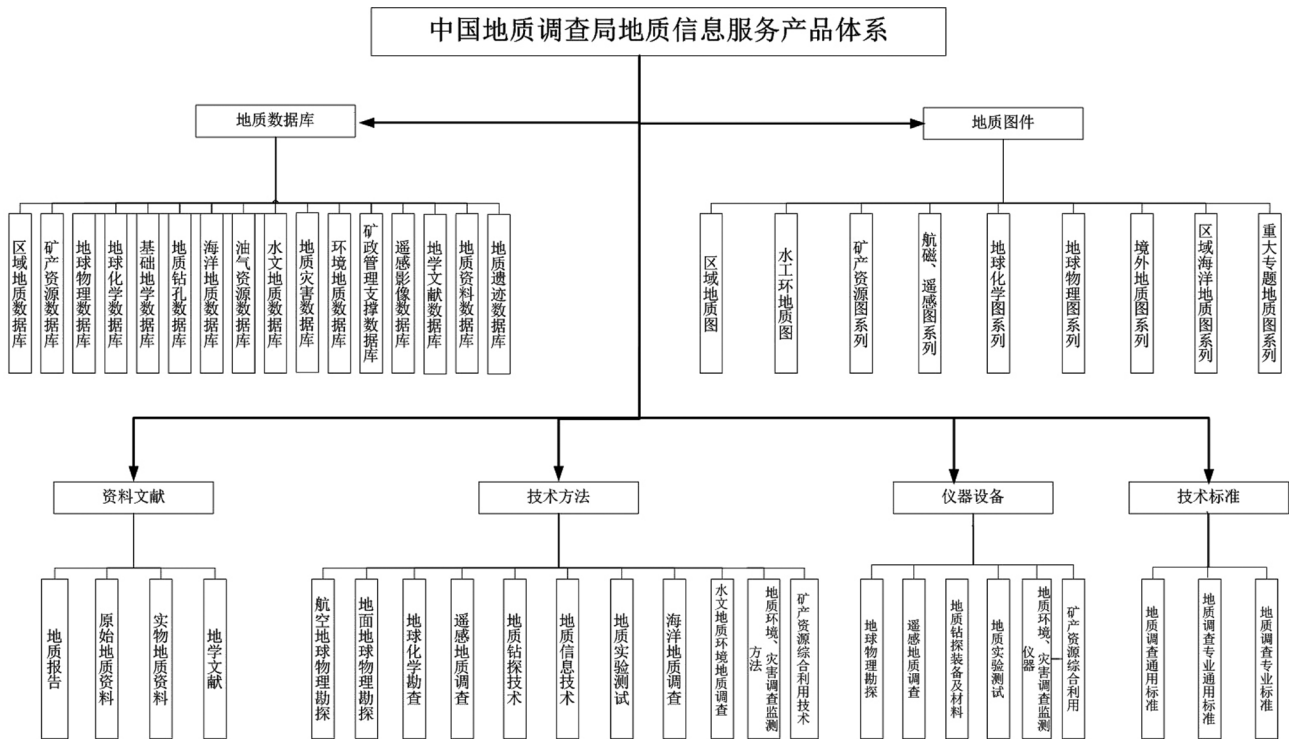 中国地质调查局地质信息服务产品体系
地质数据库
地质图件
区域地质数据库
矿产资源数据库
地球物理数据库
地球化学数据库
基础地学数据库
地质钻孔数据库
海洋地质数据库
油气资源数据库
水文地质数据库
地质灾害数据库
环境地质数据库
矿政管理支撑数据库
遥感影像数据库
地学文献数据库
地质资料数据库
地质遗迹数据库
区域地质图
水工环地质图
矿产资源图系列
航磁、遥感图系列
地球化学图系列
地球物理图系列
境外地质图系列
区域海洋地质图系列
重大专题地质图系列
资料文献
技术方法
仪器设备
技术标准
地质报告
原始地质资料
实物地质资料
地学文献
航空地球物理勘探
地面地球物理勘探
地球化学勘查
遥感地质调查
地质钻探技术
地质信息技术
地质实验测试
海洋地质调查
水文地质环境地质调查
地质环境、灾害调查监测
方法
矿产资源综合利用技术
地球物理勘探
遥感地质调查
地质钻探装备及材料
地质实验测试
地质环境、灾害调查监测
仪器
矿产资源综合利用
地质调查通用标准
地质调查专业通用标准
地质调查专业标准